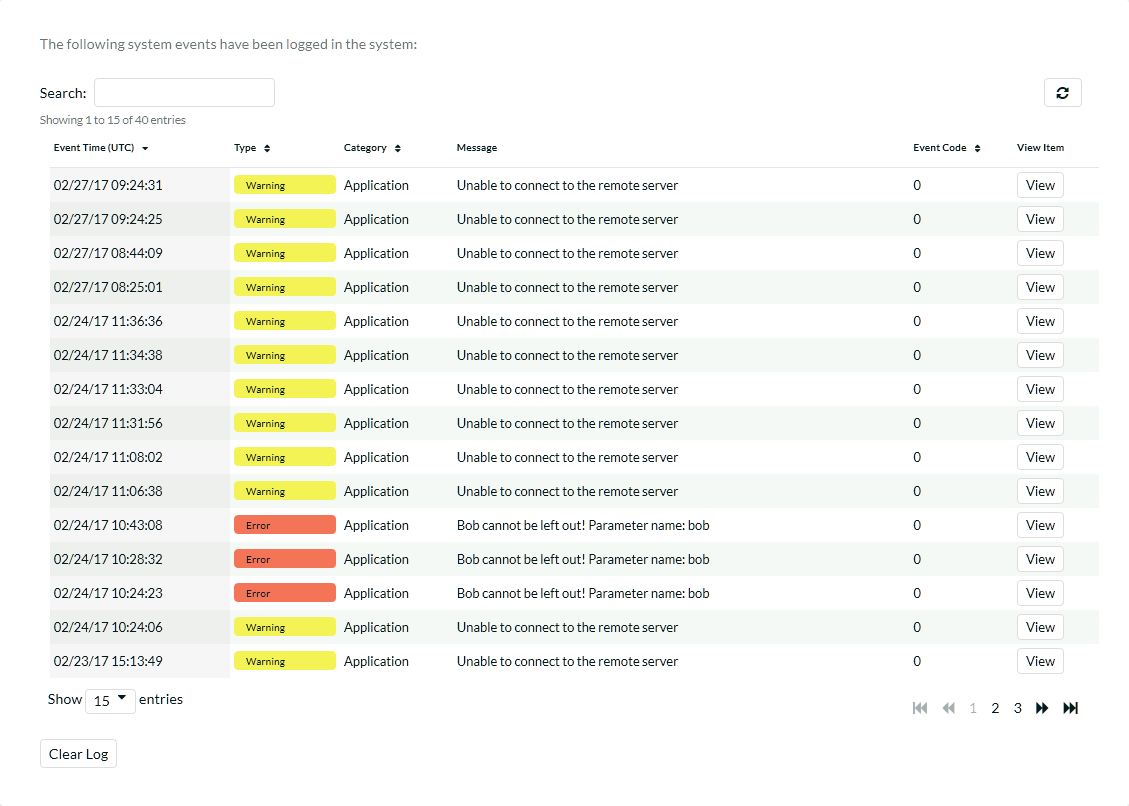 The following system events have been logged in the system:
Search:
Showing 1 to 15 of 40 entries
Event Time (UTC) Type Category Message Event Code View Item
02/27/17 09:24:31 Warning Application Unable to connect to the remote server 0 View
02/27/17 09:24:25 Warning Application Unable to connect to the remote server 0 View
02/27/17 08:44:09 Warning Application Unable to connect to the remote server 0 View
02/27/17 08:25:01 Warning Application Unable to connect to the remote server 0 View
02/24/17 11:36:36 Warning Application Unable to connect to the remote server 0 View
02/24/17 11:34:38 Warning Application Unable to connect to the remote server 0 View
02/24/17 11:33:04 Warning Application Unable to connect to the remote server 0 View
02/24/17 11:31:56 Warning Application Unable to connect to the remote server 0 View
02/24/17 11:08:02 Warning Application Unable to connect to the remote server 0 View
02/24/17 11:06:38 Warning Application Unable to connect to the remote server 0 View
02/24/17 10:43:08 Error Application Bob cannot be left out! Parameter name: bob 0 View
02/24/17 10:28:32 Error Application Bob cannot be left out! Parameter name: bob 0 View
02/24/17 10:24:23 Error Application Bob cannot be left out! Parameter name: bob 0 View
02/24/17 10:24:06 Warning Application Unable to connect to the remote server 0 View
02/23/17 15:13:49 Warning Application Unable to connect to the remote server 0 View
Show 15 entries
1 2 3
Clear Log